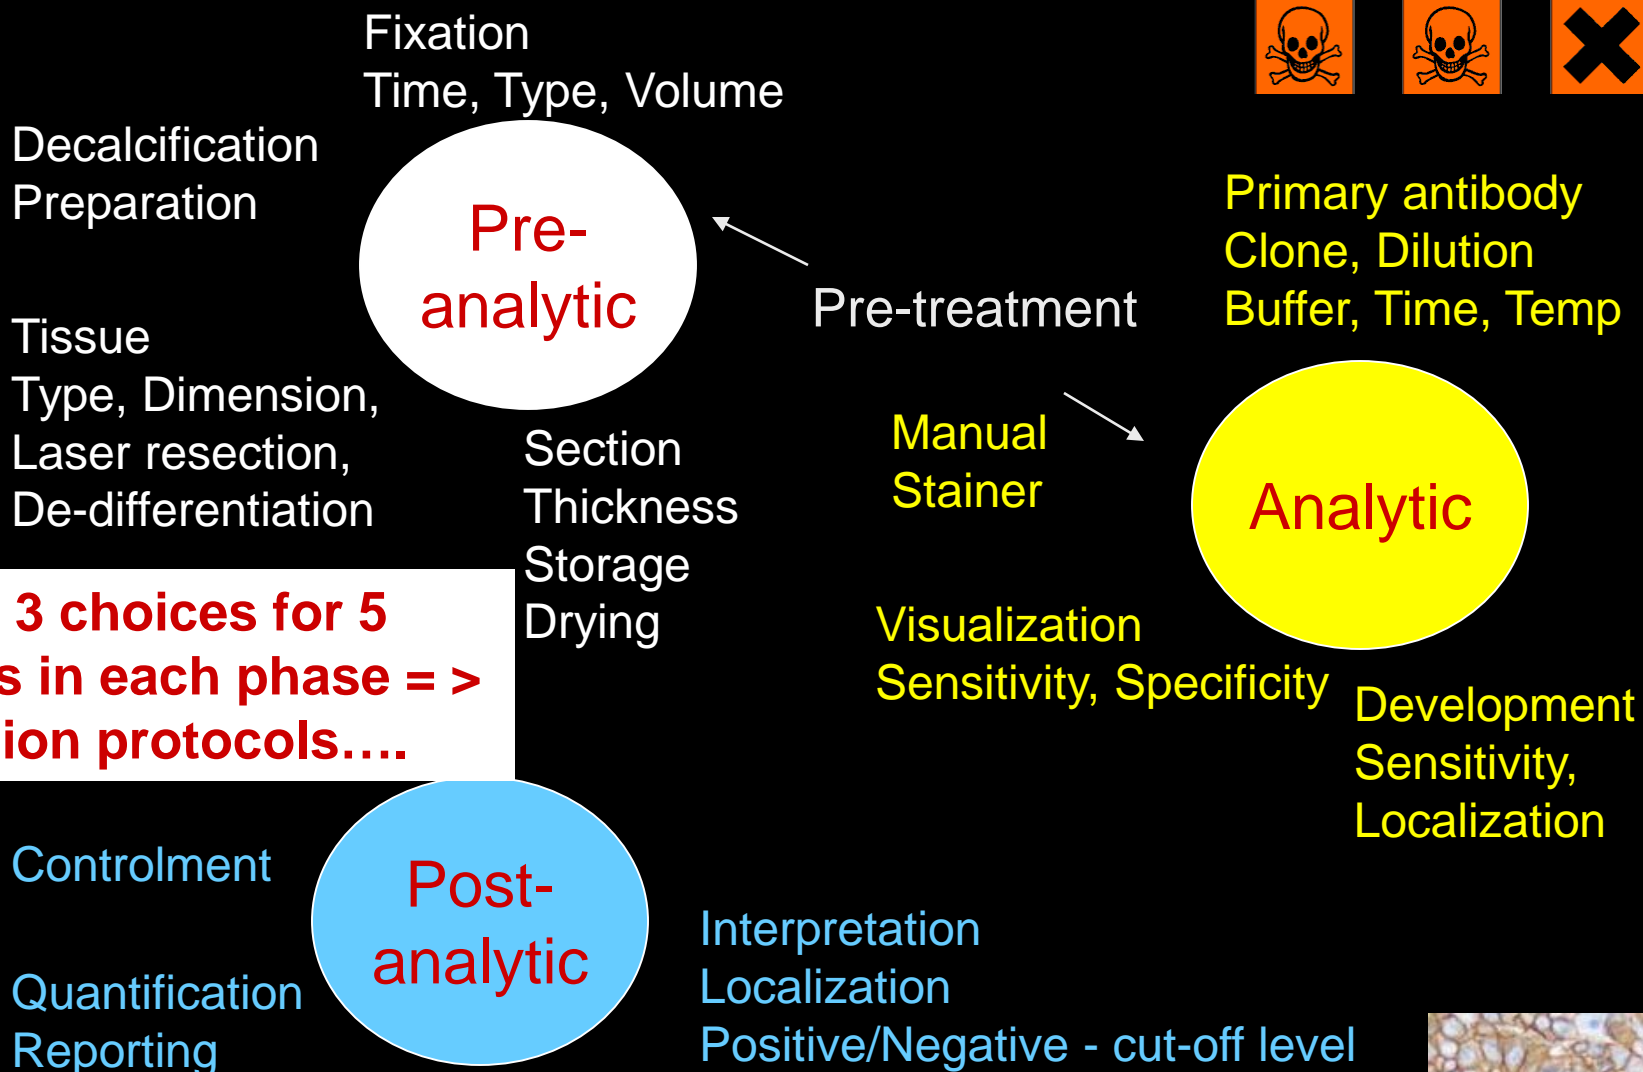 Fixation
Time, Type, Volume
Decalcification
Preparation
Pre-
analytic
Primary antibody
Clone, Dilution
Buffer, Time, Temp
Pre-treatment
Tissue
Type, Dimension,
Laser resection,
De-differentiation
Section
Thickness
Storage
Drying
Manual
Stainer
Analytic
3 choices for 5
s in each phase = >
ion protocols….
Visualization
Sensitivity, Specificity
Development
Sensitivity,
Localization
Controlment
Post-
analytic
Quantification
Reporting
Interpretation
Localization
Positive/Negative - cut-off level